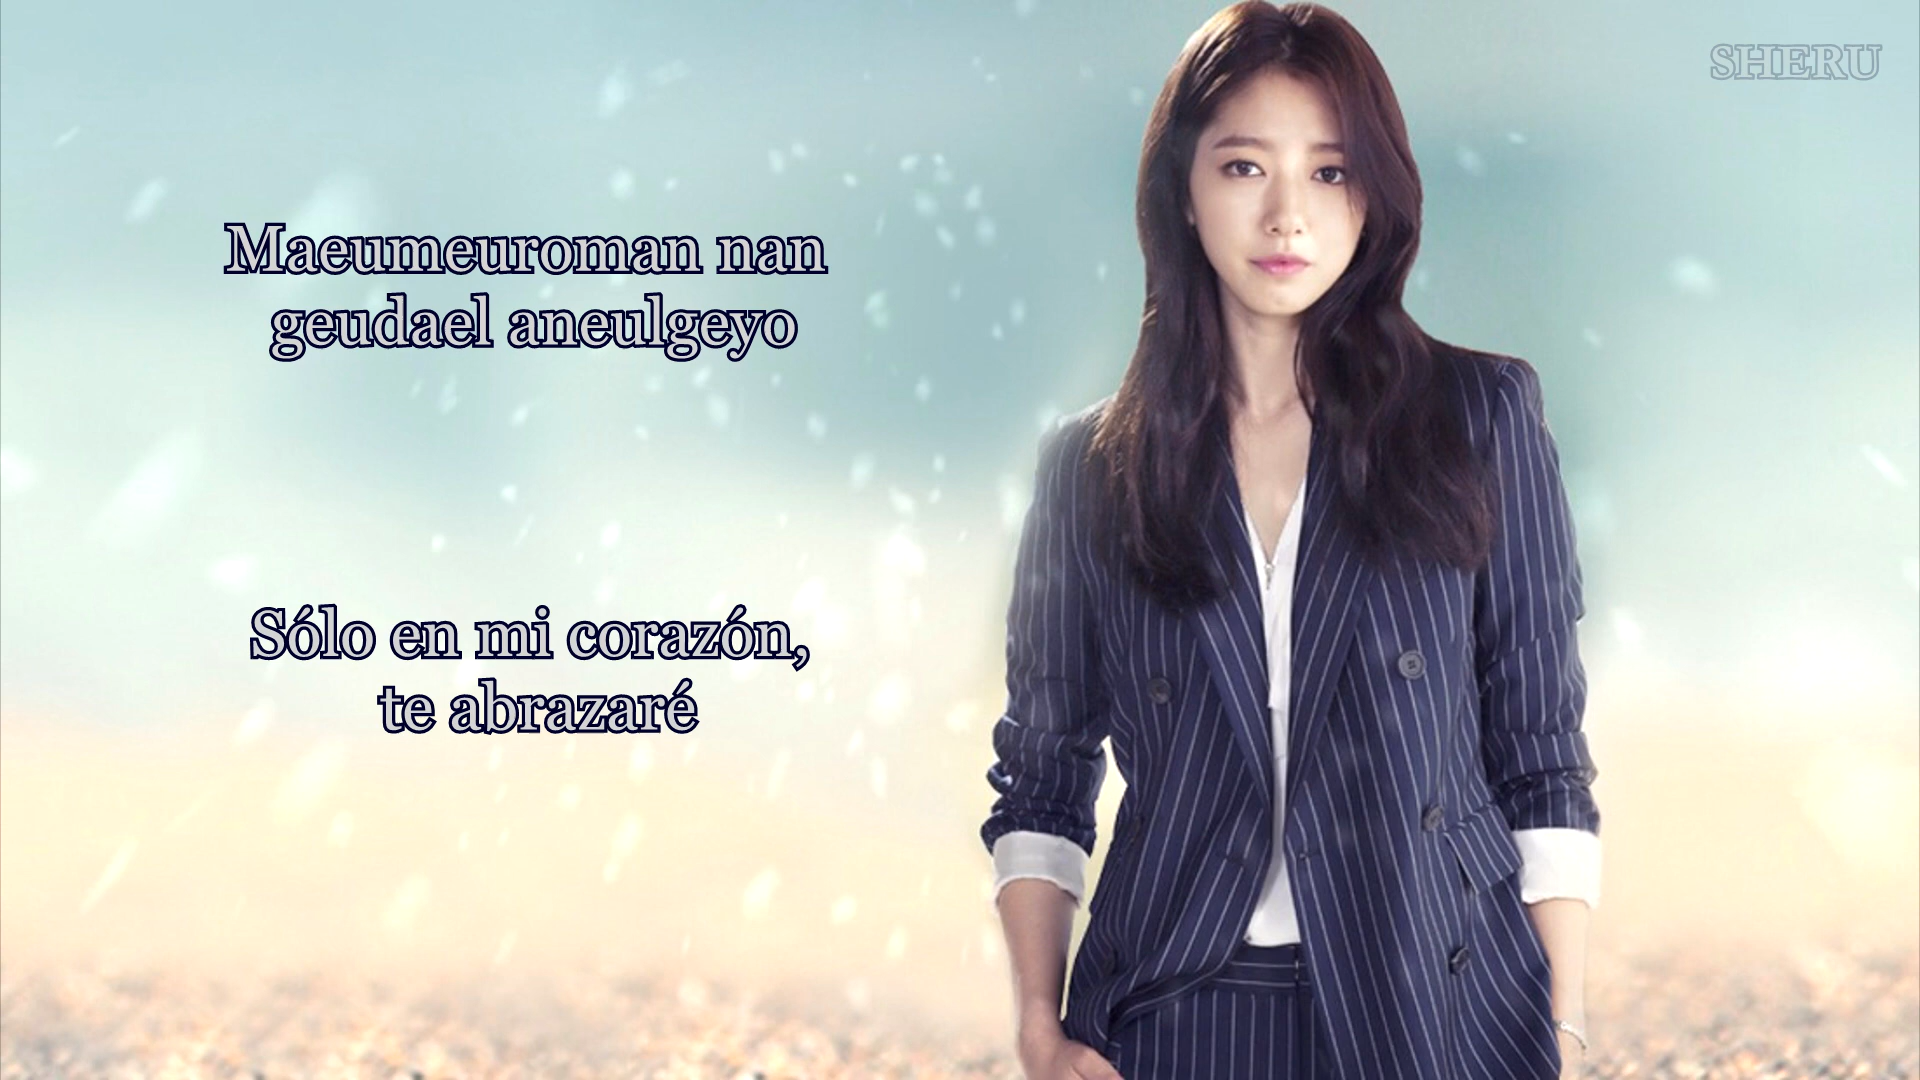 SHERU
Maeumeuroman nan
geudael aneulgeyo
Sólo en mi corazón,
te abrazaré